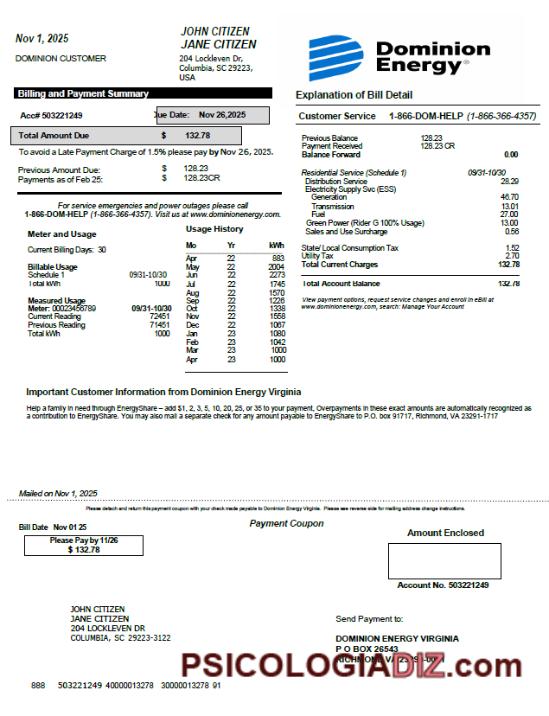 Nov 1, 2025
DOMINION CUSTOMER
JOHN CITIZEN
JANE CITIZEN
204 Lockleven Dr,
Columbia, SC 29223,
USA
Dominion
Energy®
Billing and Payment Summary
Acc# 503221249 Due Date: Nov 26,2025
Total Amount Due $ 132.78
To avoid a Late Payment Charge of 1.5% please pay by Nov 26, 2025.
Previous Amount Due: $ 128.23
Payments as of Feb 25: $ 128.23CR
For service emergencies and power outages please call
1-866-DOM-HELP (1-866-366-4357). Visit us at www.dominionenergy.com.
Meter and Usage
Current Billing Days: 30
Billable Usage
Schedule 1 09/31-10/30
Total kWh 1000
Measured Usage
Meter: 00023456789 09/31-10/30
Current Reading 72451
Previous Reading 71451
Total kWh 1000
Usage History
Mo Yr kWh
Apr 22 883
May 22 2004
Jun 22 2273
Jul 22 1745
Aug 22 1570
Sep 22 1226
Oct 22 1338
Nov 22 1558
Dec 22 1067
Jan 23 1080
Feb 23 1042
Mar 23 1000
Apr 23 1000
Explanation of Bill Detail
Customer Service 1-866-DOM-HELP (1-866-366-4357)
Previous Balance 128.23
Payment Received 128.23 CR
Balance Forward 0.00
Residential Service (Schedule 1) 09/31-10/30
Distribution Service 28.29
Electricity Supply Svc (ESS)
Generation 46.70
Transmission 13.01
Fuel 27.00
Green Power (Rider G 100% Usage) 13.00
Sales and Use Surcharge 0.56
State/ Local Consumption Tax 1.52
Utility Tax 2.70
Total Current Charges 132.78
Total Account Balance 132.78
View payment options, request service changes and enroll in eBill at
www.dominionenergy.com, search: Manage Your Account
Important Customer Information from Dominion Energy Virginia
Help a family in need through EnergyShare – add $1, 2, 3, 5, 10, 20, 25, or 35 to your payment, Overpayments in these exact amounts are automatically recognized as
a contribution to EnergyShare. You may also mail a separate check for any amount payable to EnergyShare to P.O. box 91717, Richmond, VA 23291-1717
Mailed on Nov 1, 2025
Please detach and return this payment coupon with your check made payable to Dominion Energy Virginia. Please see reverse side for mailing address change instructions.
Bill Date Nov 01 25
Payment Coupon
Please Pay by 11/26
$ 132.78
Amount Enclosed
Account No. 503221249
JOHN CITIZEN
JANE CITIZEN
204 LOCKLEVEN DR
COLUMBIA, SC 29223-3122
Send Payment to:
DOMINION ENERGY VIRGINIA
P O BOX 26543
RICHMOND, VA
PSICOLOGIADIZ.com
888 503221249 40000013278 30000013278 91